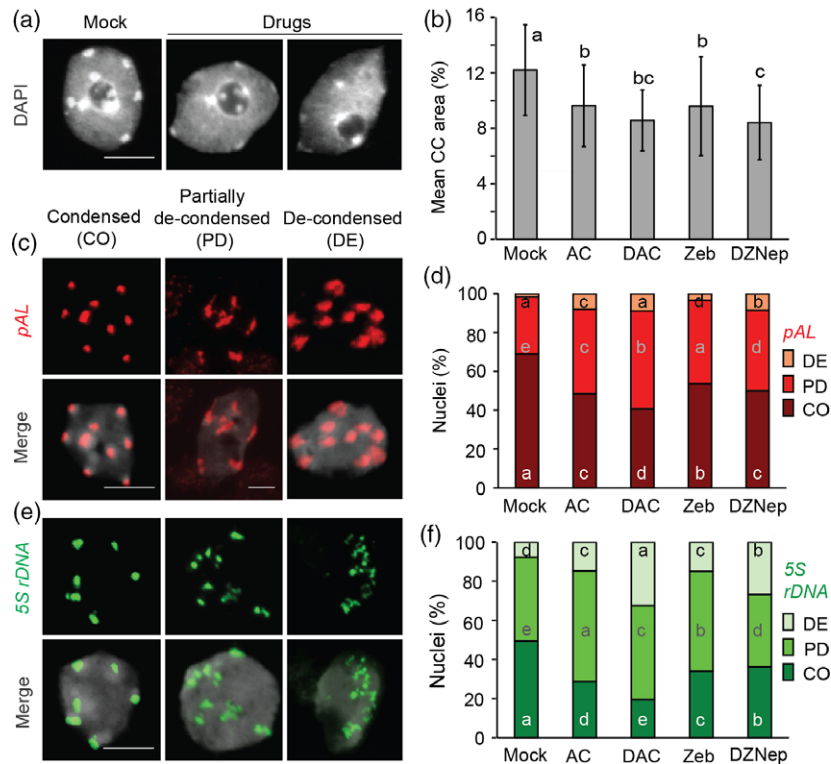 (a)
Mock
Drugs
DAPI
(b)
Mean CC area (%)
16
12
8
4
0
a
b
bc
b
c
Mock AC DAC Zeb DZNep
(c)
Condensed
(CO)
Partially
de-condensed
(PD)
De-condensed
(DE)
pAL
Merge
(d)
Nuclei (%)
100
80
60
40
20
0
a c a d b
e c b a c
a c d b c
Mock AC DAC Zeb DZNep
pAL
DE
PD
CO
(e)
5S rDNA
Merge
(f)
Nuclei (%)
100
80
60
40
20
0
d c a c b
e a c b d
a d e c b
Mock AC DAC Zeb DZNep
5S
rDNA
DE
PD
CO